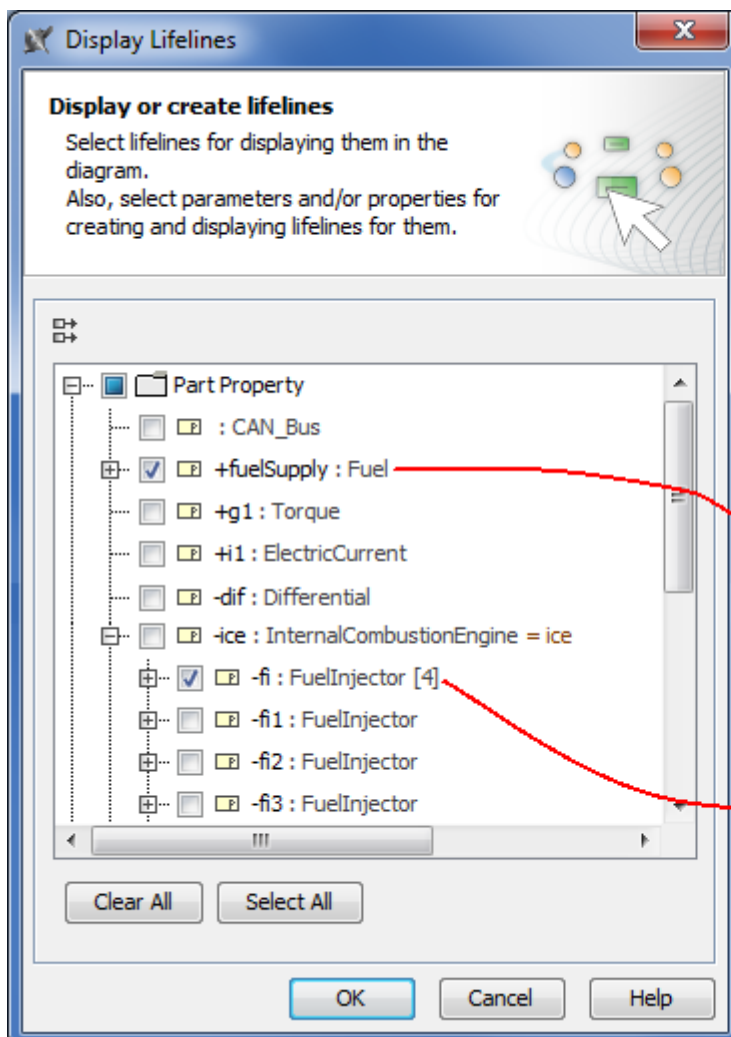 Display Lifelines
Display or create lifelines
Select lifelines for displaying them in the
diagram.
Also, select parameters and/or properties for
creating and displaying lifelines for them.
Part Property
: CAN_Bus
+fuelSupply : Fuel
+g1 : Torque
+i1 : ElectricCurrent
-dif : Differential
-ice : InternalCombustionEngine = ice
-fi : FuelInjector [4]
-fi1 : FuelInjector
-fi2 : FuelInjector
-fi3 : FuelInjector
Clear All Select All
OK Cancel Help